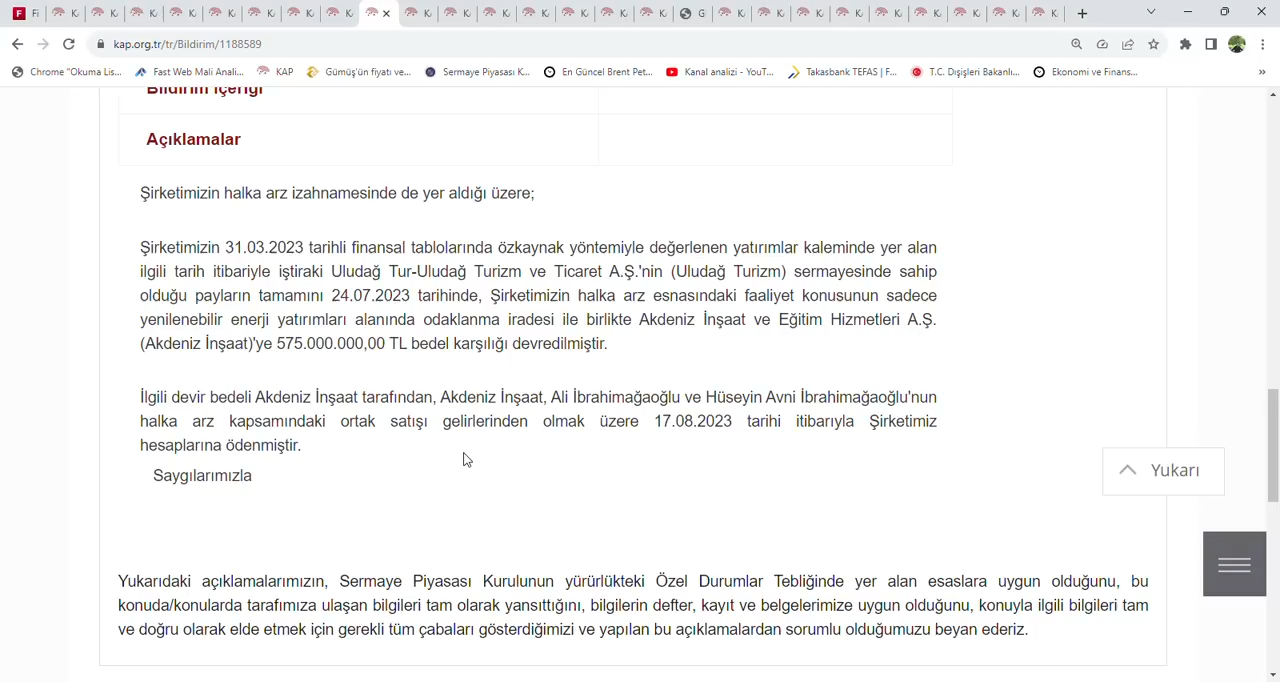 F Fi K K K K K K K K K K K K K K K K G K K K K K K K K K
kap.org.tr/tr/Bildirim/1188589
Chrome "Okuma Lis... Fast Web Mali Anali... KAP Gümüş'ün fiyatı ve... Sermaye Piyasası K... En Güncel Brent Pet... Kanal analizi - YouT... Takasbank TEFAS | F... T.C. Dışişleri Bakanlı... Ekonomi ve Finans... »
Bildirim İçeriği
Açıklamalar
Şirketimizin halka arz izahnamesinde de yer aldığı üzere;
Şirketimizin 31.03.2023 tarihli finansal tablolarında özkaynak yöntemiyle değerlenen yatırımlar kaleminde yer alan
ilgili tarih itibariyle iştiraki Uludağ Tur-Uludağ Turizm ve Ticaret A.Ş.'nin (Uludağ Turizm) sermayesinde sahip
olduğu payların tamamını 24.07.2023 tarihinde, Şirketimizin halka arz esnasındaki faaliyet konusunun sadece
yenilenebilir enerji yatırımları alanında odaklanma iradesi ile birlikte Akdeniz İnşaat ve Eğitim Hizmetleri A.Ş.
(Akdeniz İnşaat)'ye 575.000.000,00 TL bedel karşılığı devredilmiştir.
İlgili devir bedeli Akdeniz İnşaat tarafından, Akdeniz İnşaat, Ali İbrahimağaoğlu ve Hüseyin Avni İbrahimağaoğlu'nun
halka arz kapsamındaki ortak satışı gelirlerinden olmak üzere 17.08.2023 tarihi itibarıyla Şirketimiz
hesaplarına ödenmiştir.
Saygılarımızla
Yukarı
Yukarıdaki açıklamalarımızın, Sermaye Piyasası Kurulunun yürürlükteki Özel Durumlar Tebliğinde yer alan esaslara uygun olduğunu, bu
konuda/konularda tarafımıza ulaşan bilgileri tam olarak yansıttığını, bilgilerin defter, kayıt ve belgelerimize uygun olduğunu, konuyla ilgili bilgileri tam
ve doğru olarak elde etmek için gerekli tüm çabaları gösterdiğimizi ve yapılan bu açıklamalardan sorumlu olduğumuzu beyan ederiz.